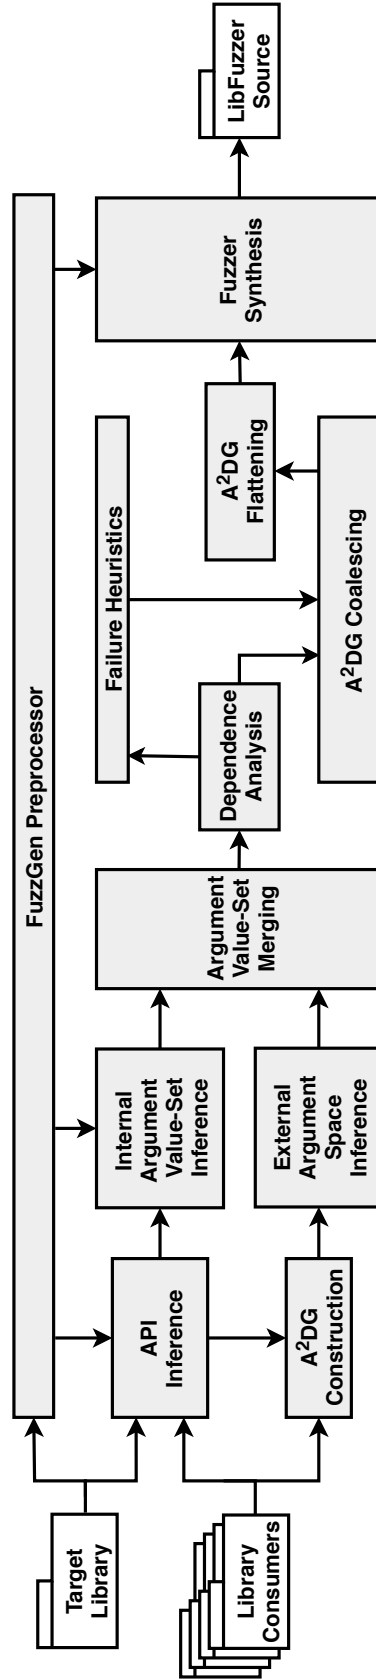 FuzzGen Preprocessor
Target
Library
Library
Consumers
API
Inference
A²DG
Construction
Internal
Argument
Value-Set
Inference
External
Argument
Space
Inference
Argument
Value-Set
Merging
Dependence
Analysis
Failure Heuristics
A²DG Coalescing
A²DG
Flattening
Fuzzer
Synthesis
LibFuzzer
Source